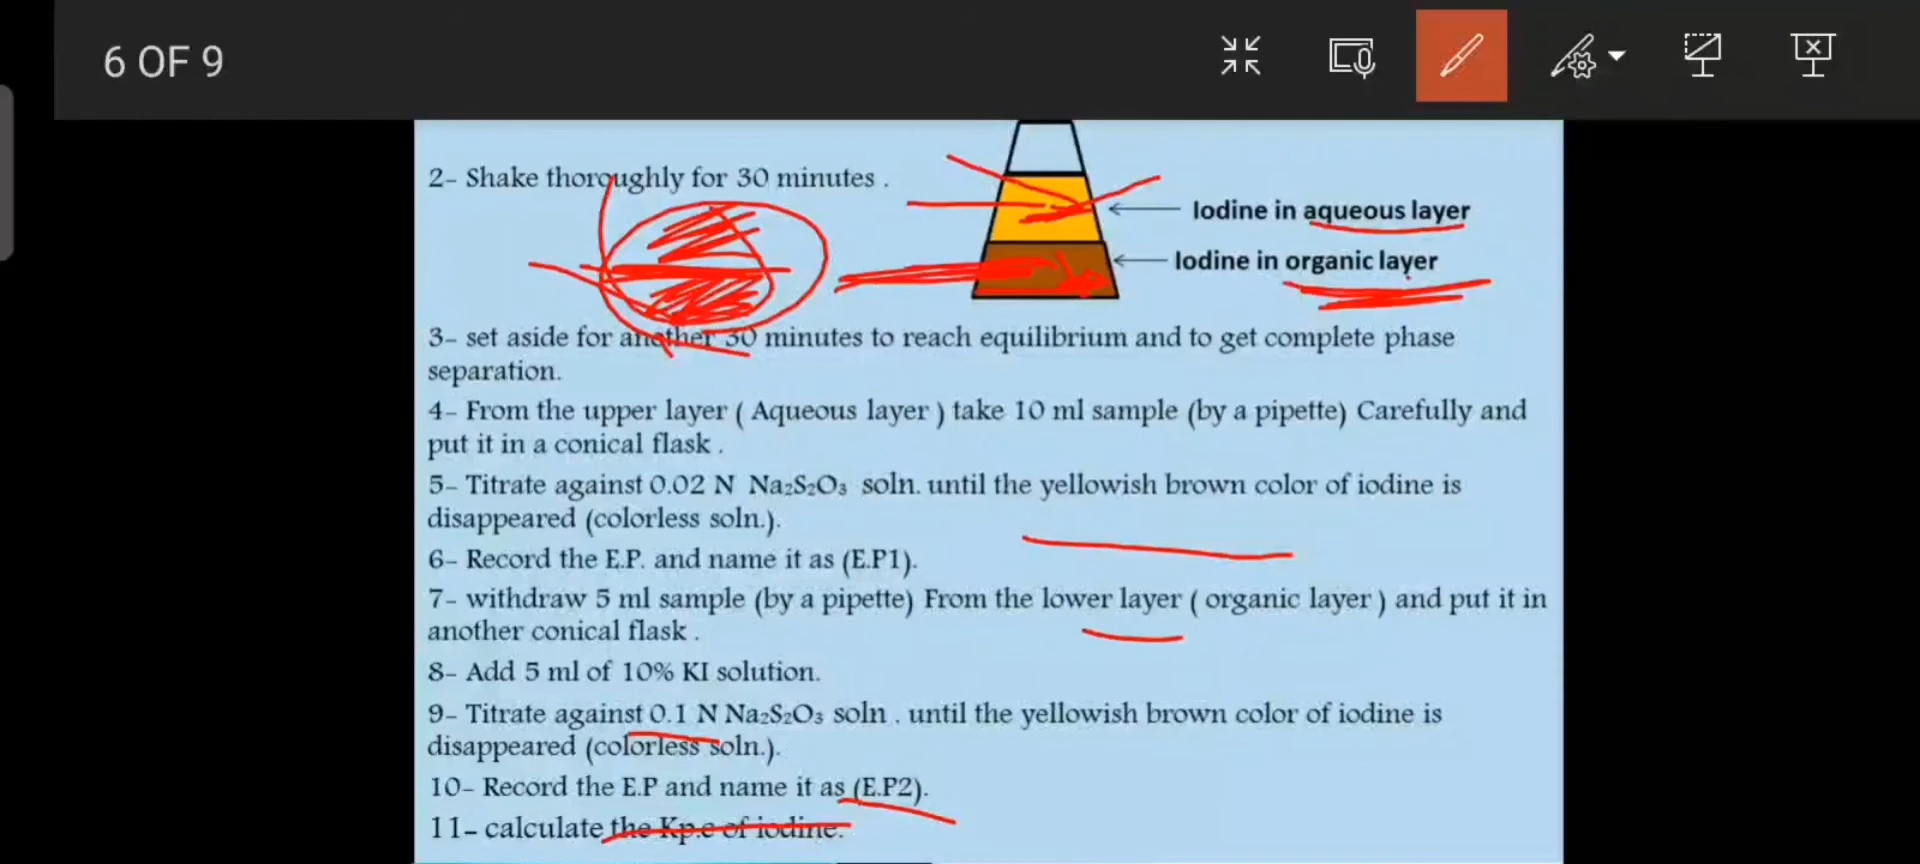 6 OF 9
2- Shake thoroughly for 30 minutes .
Iodine in aqueous layer
Iodine in organic layer
3- set aside for another 30 minutes to reach equilibrium and to get complete phase
separation.
4- From the upper layer ( Aqueous layer ) take 10 ml sample (by a pipette) Carefully and
put it in a conical flask .
5- Titrate against 0.02 N Na₂S₂O₃ soln. until the yellowish brown color of iodine is
disappeared (colorless soln.).
6- Record the E.P. and name it as (E.P1).
7- withdraw 5 ml sample (by a pipette) From the lower layer ( organic layer ) and put it in
another conical flask .
8- Add 5 ml of 10% KI solution.
9- Titrate against 0.1 N Na₂S₂O₃ soln . until the yellowish brown color of iodine is
disappeared (colorless soln.).
10- Record the E.P and name it as (E.P2).
11- calculate the Kp.c of iodine.